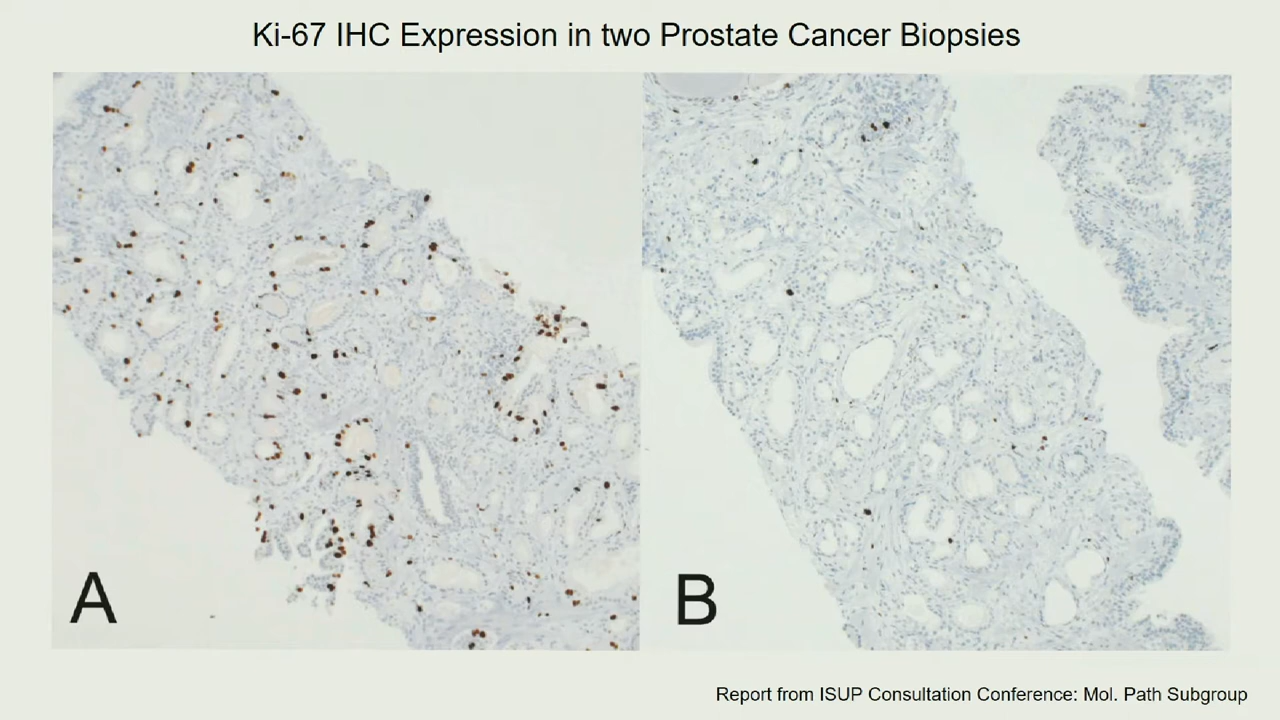 Ki-67 IHC Expression in two Prostate Cancer Biopsies
A
B
Report from ISUP Consultation Conference: Mol. Path Subgroup